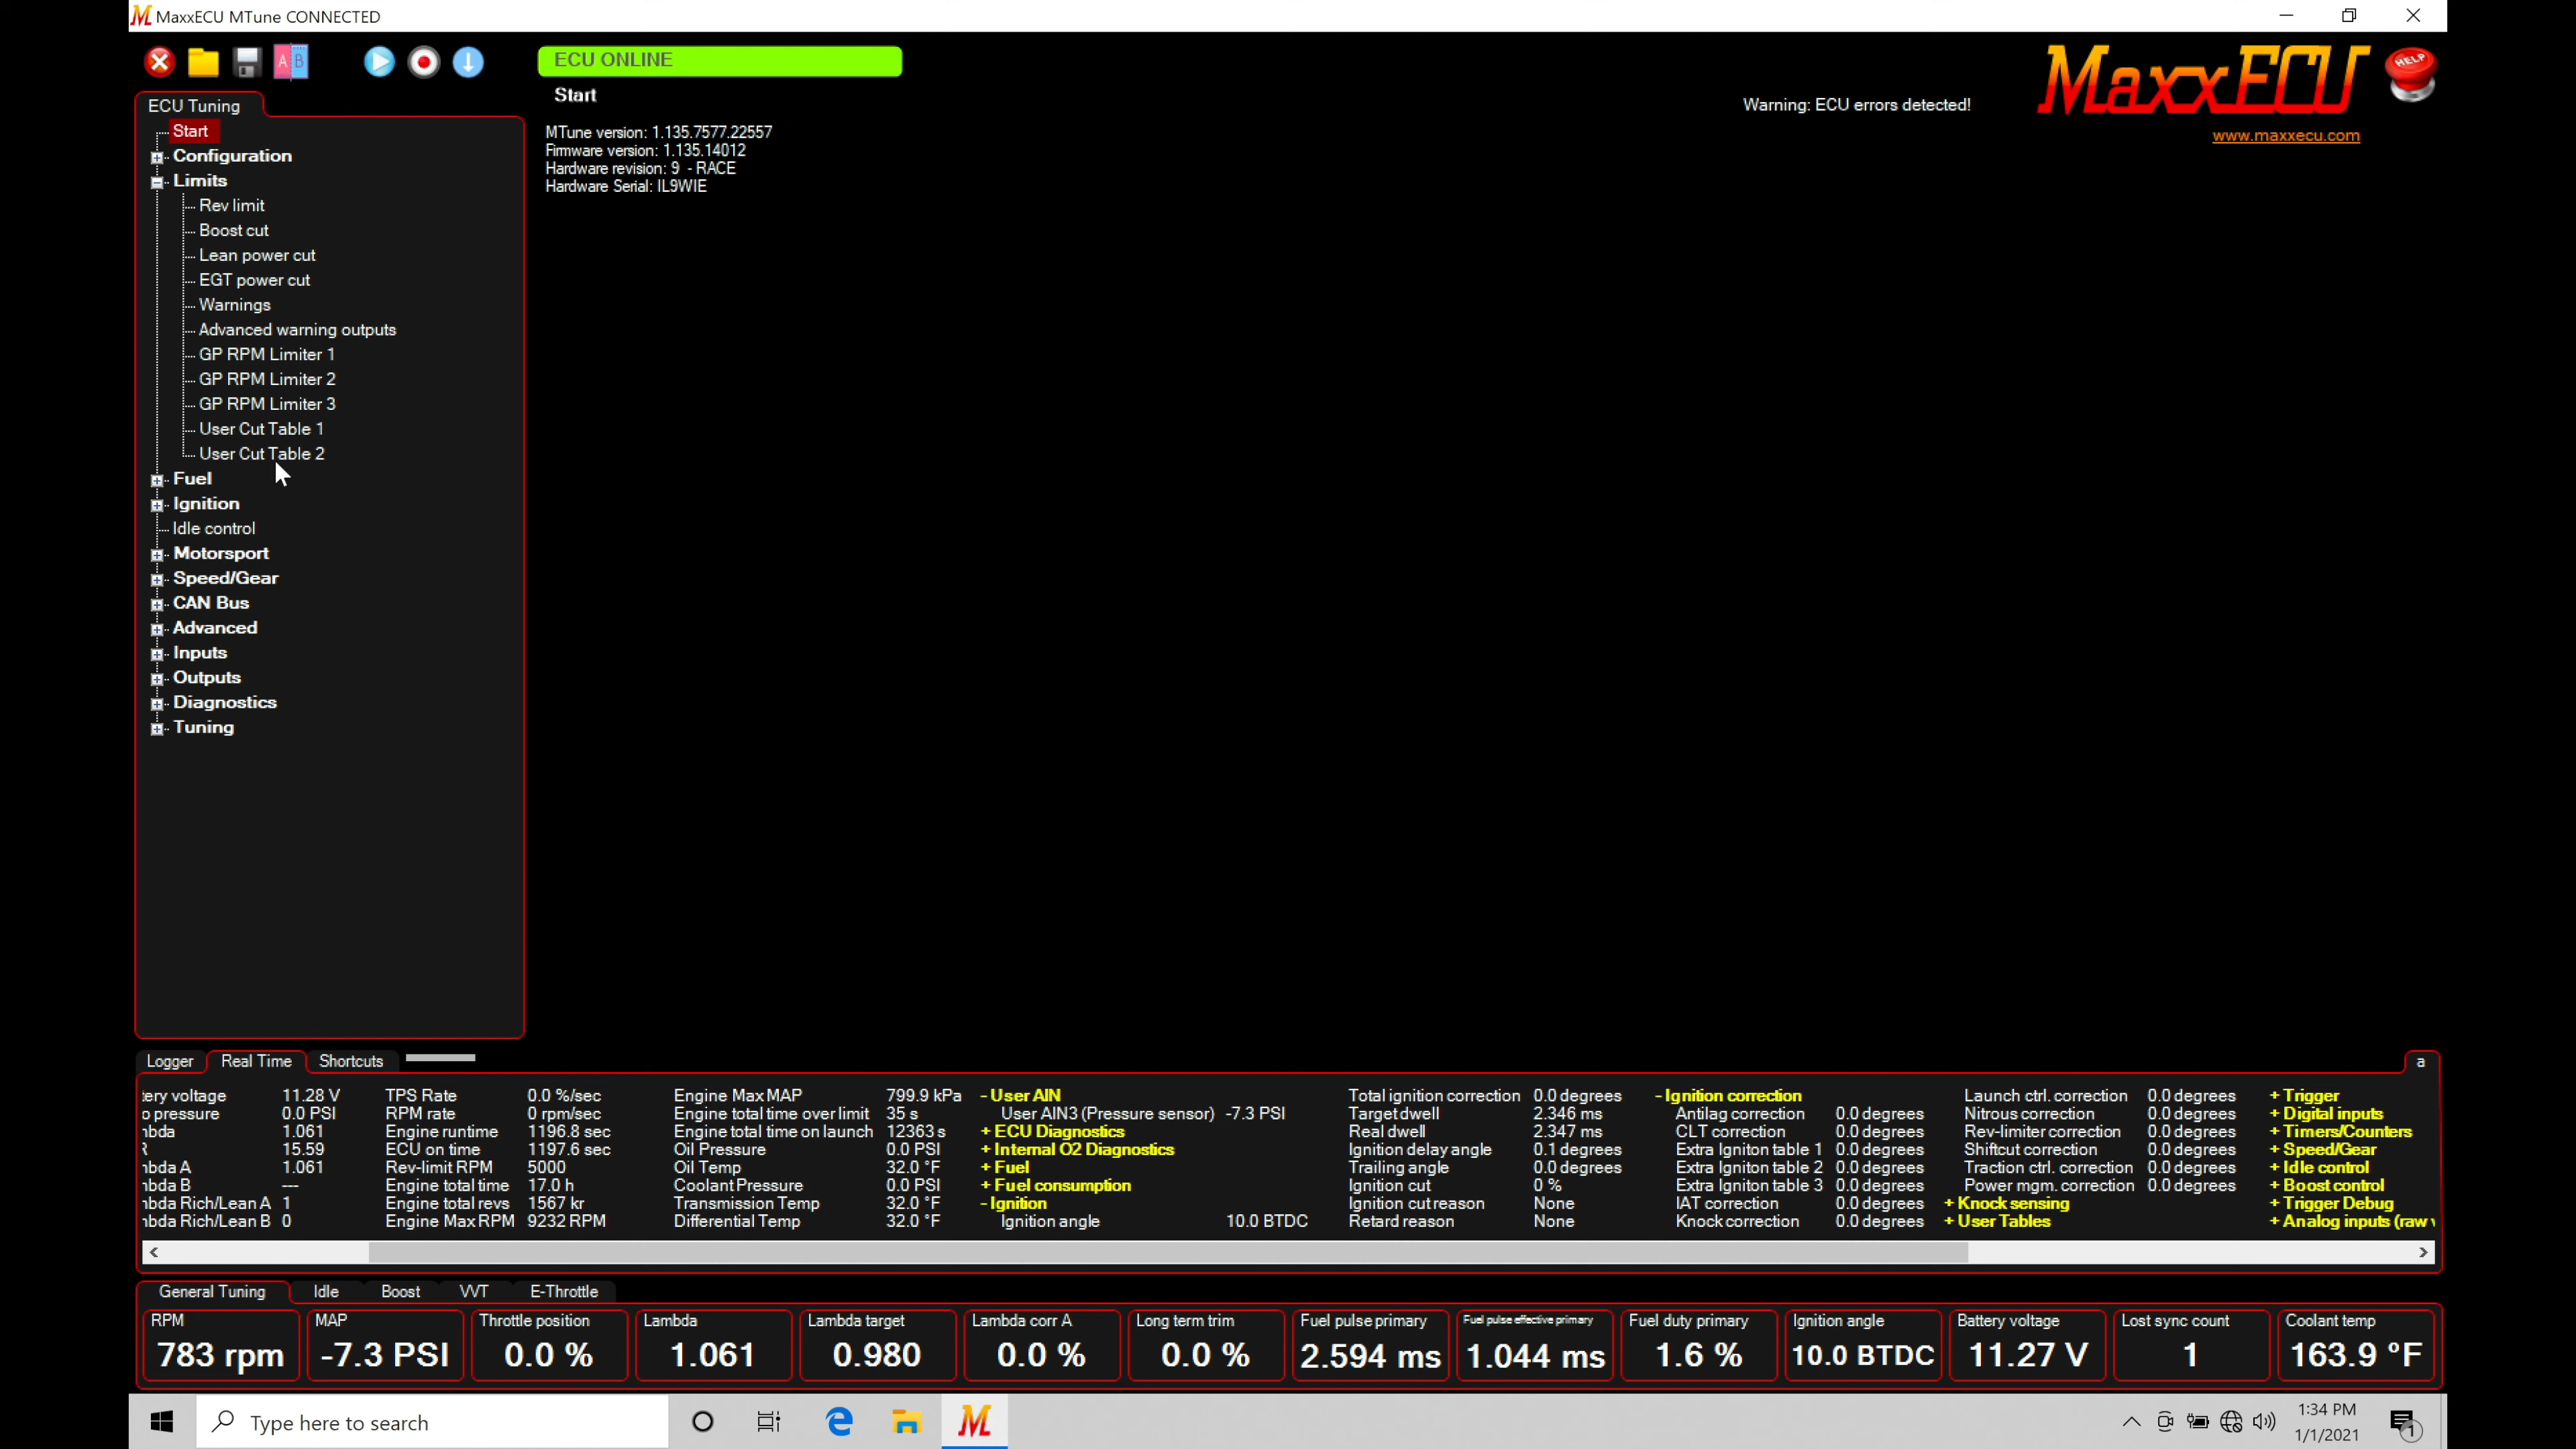 MaxxECU MTune CONNECTED
A B
ECU ONLINE
Start
Warning: ECU errors detected!
MaxxECU
HELP
www.maxxecu.com
MTune version: 1.135.7577.22557
Firmware version: 1.135.14012
Hardware revision: 9 - RACE
Hardware Serial: IL9WIE
ECU Tuning
Start
Configuration
Limits
Rev limit
Boost cut
Lean power cut
EGT power cut
Warnings
Advanced warning outputs
GP RPM Limiter 1
GP RPM Limiter 2
GP RPM Limiter 3
User Cut Table 1
User Cut Table 2
Fuel
Ignition
Idle control
Motorsport
Speed/Gear
CAN Bus
Advanced
Inputs
Outputs
Diagnostics
Tuning
Logger Real Time Shortcuts a
tery voltage 11.28 V TPS Rate 0.0 %/sec Engine Max MAP 799.9 kPa - User AIN Total ignition correction 0.0 degrees - Ignition correction Launch ctrl. correction 0.0 degrees + Trigger
o pressure 0.0 PSI RPM rate 0 rpm/sec Engine total time over limit 35 s User AIN3 (Pressure sensor) -7.3 PSI Target dwell 2.346 ms Antilag correction 0.0 degrees Nitrous correction 0.0 degrees + Digital inputs
nbda 1.061 Engine runtime 1196.8 sec Engine total time on launch 12363 s + ECU Diagnostics Real dwell 2.347 ms CLT correction 0.0 degrees Rev-limiter correction 0.0 degrees + Timers/Counters
R 15.59 ECU on time 1197.6 sec Oil Pressure 0.0 PSI + Internal O2 Diagnostics Ignition delay angle 0.1 degrees Extra Igniton table 1 0.0 degrees Shiftcut correction 0.0 degrees + Speed/Gear
nbda A 1.061 Rev-limit RPM 5000 Oil Temp 32.0 °F + Fuel Trailing angle 0.0 degrees Extra Igniton table 2 0.0 degrees Traction ctrl. correction 0.0 degrees + Idle control
nbda B --- Engine total time 17.0 h Coolant Pressure 0.0 PSI + Fuel consumption Ignition cut 0 % Extra Igniton table 3 0.0 degrees Power mgm. correction 0.0 degrees + Boost control
nbda Rich/Lean A 1 Engine total revs 1567 kr Transmission Temp 32.0 °F - Ignition Ignition cut reason None IAT correction 0.0 degrees + Knock sensing + Trigger Debug
nbda Rich/Lean B 0 Engine Max RPM 9232 RPM Differential Temp 32.0 °F Ignition angle 10.0 BTDC Retard reason None Knock correction 0.0 degrees + User Tables + Analog inputs (raw v
General Tuning Idle Boost VVT E-Throttle
RPM MAP Throttle position Lambda Lambda target Lambda corr A Long term trim Fuel pulse primary Fuel pulse effective primary Fuel duty primary Ignition angle Battery voltage Lost sync count Coolant temp
783 rpm -7.3 PSI 0.0 % 1.061 0.980 0.0 % 0.0 % 2.594 ms 1.044 ms 1.6 % 10.0 BTDC 11.27 V 1 163.9 °F
Type here to search
1:34 PM
1/1/2021
1